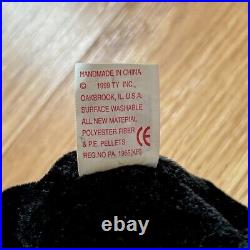 HANDMADE IN CHINA
© 1999 TY INC.,
OAKBROOK, IL. U.S.A.
SURFACE WASHABLE
ALL NEW MATERIAL
POLYESTER FIBER
& P.E. PELLETS
REG. NO PA. 1965(KR)
CE